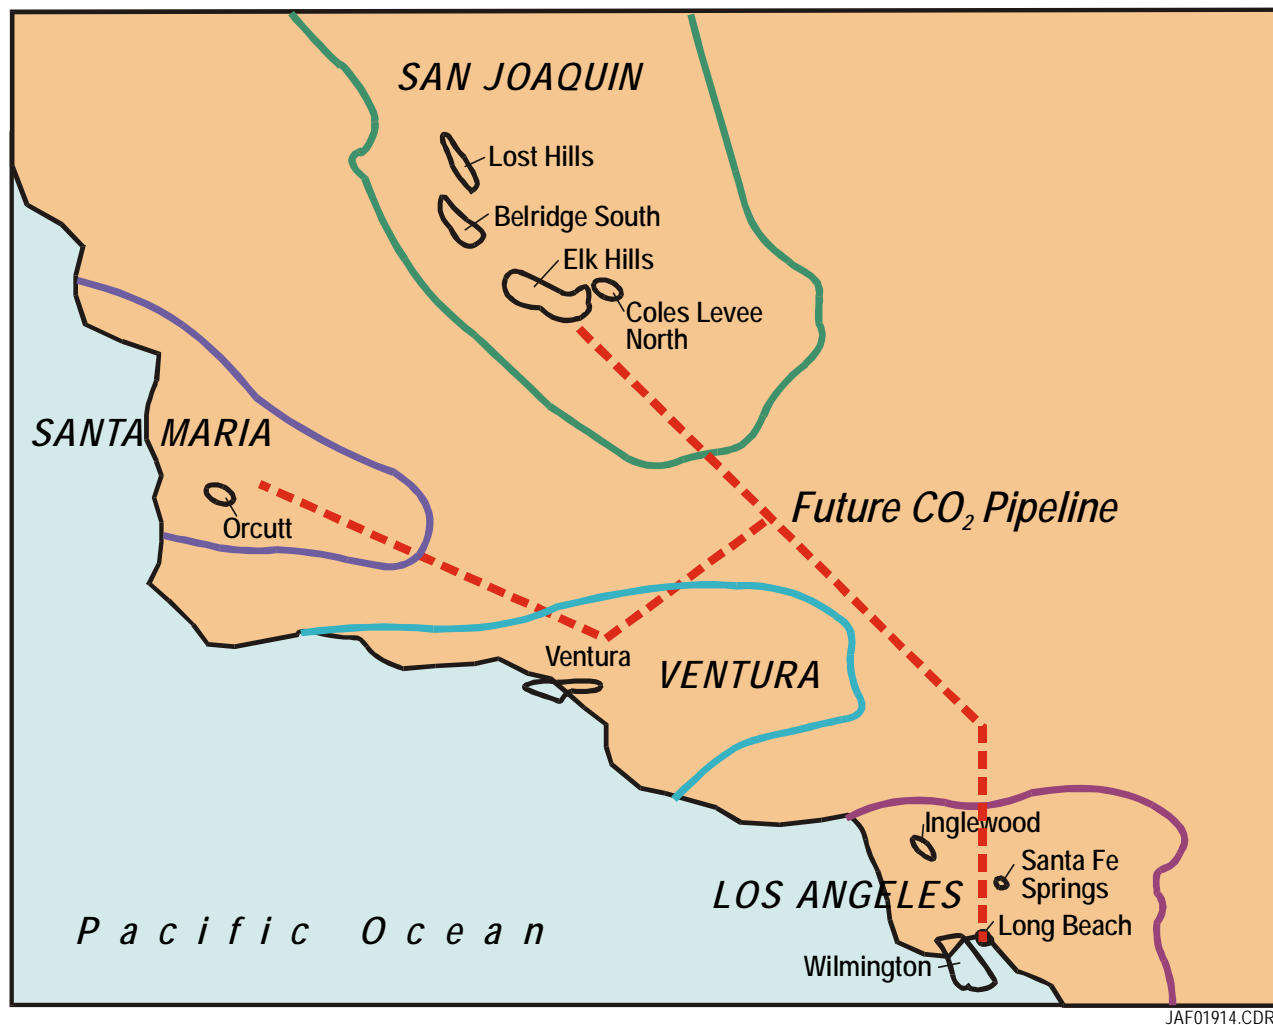 SAN JOAQUIN
Lost Hills
Belridge South
Elk Hills
Coles Levee
North
SANTA MARIA
Orcutt
Future CO₂ Pipeline
Ventura
VENTURA
Inglewood
Santa Fe
Springs
LOS ANGELES
Long Beach
Pacific Ocean
Wilmington
JAF01914.CDR